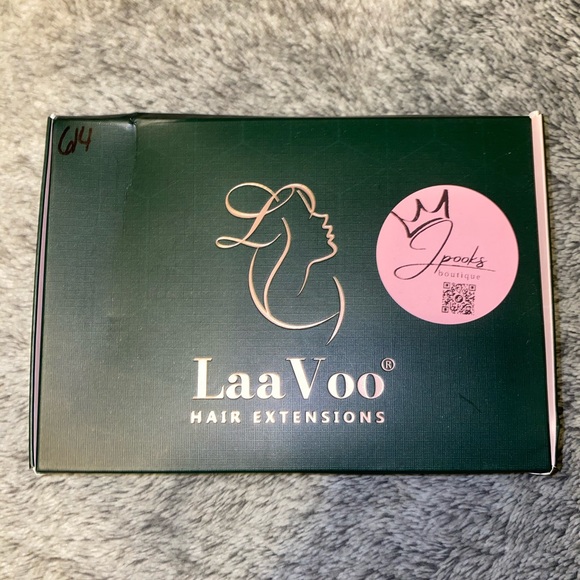 614
Jpooks
boutique
LaaVoo®
HAIR EXTENSIONS